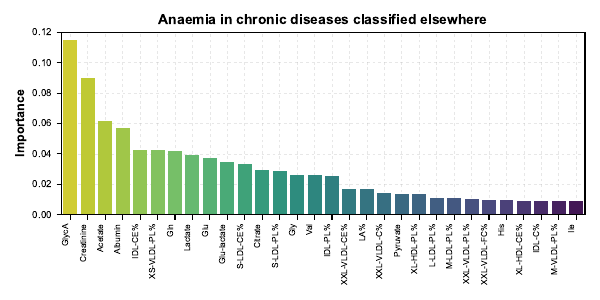 Anaemia in chronic diseases classified elsewhere
Importance
0.12
0.10
0.08
0.06
0.04
0.02
0.00
GlycA
Creatinine
Acetate
Albumin
IDL-CE%
XS-VLDL-PL%
Gln
Lactate
Glu
Glu-lactate
S-LDL-CE%
Citrate
S-LDL-PL%
Gly
Val
IDL-PL%
XXL-VLDL-CE%
LA%
XXL-VLDL-C%
Pyruvate
XL-HDL-PL%
L-LDL-PL%
M-LDL-PL%
XXL-VLDL-PL%
XXL-VLDL-FC%
His
XL-HDL-CE%
IDL-C%
M-VLDL-PL%
Ile